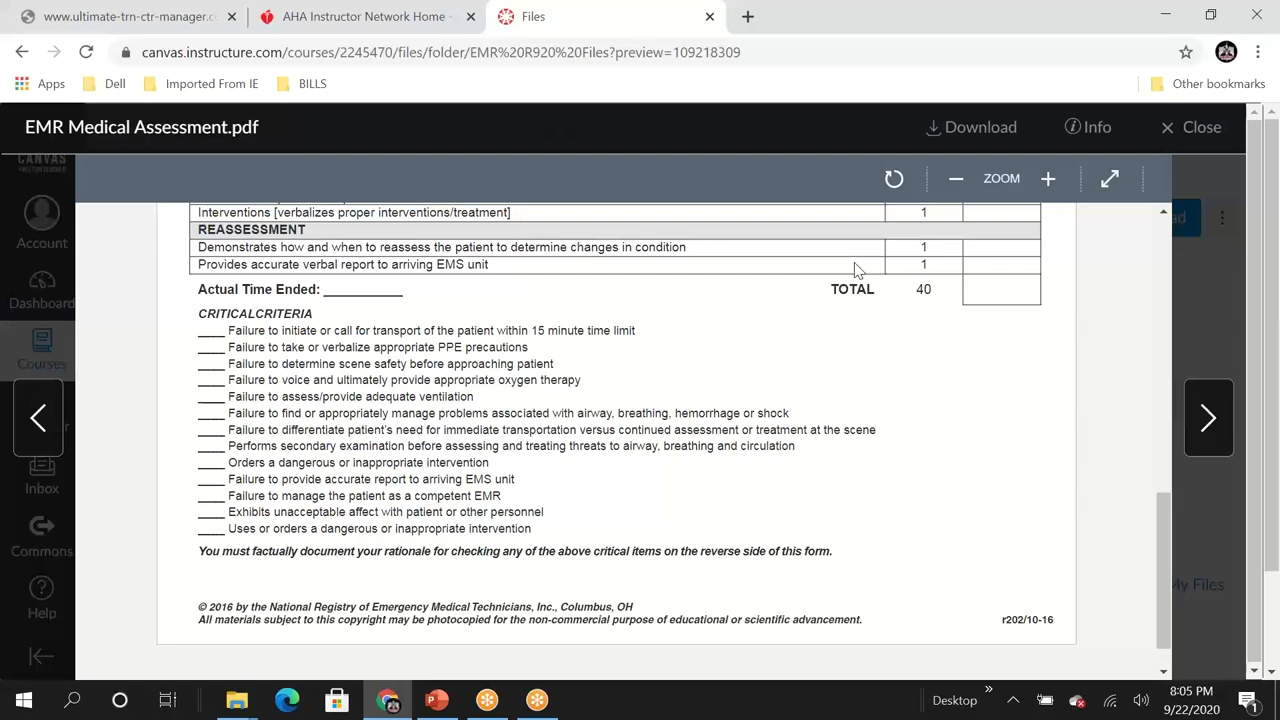 www.ultimate-trn-ctr-manager.c
AHA Instructor Network Home -
Files
canvas.instructure.com/courses/2245470/files/folder/EMR%20R920%20Files?preview=109218309
Apps
Dell
Imported From IE
BILLS
Other bookmarks
EMR Medical Assessment.pdf
Download
Info
Close
ZOOM
CANVAS
Account
Dashboard
Courses
Inbox
Commons
Help
Interventions [verbalizes proper interventions/treatment] 1
REASSESSMENT
Demonstrates how and when to reassess the patient to determine changes in condition 1
Provides accurate verbal report to arriving EMS unit 1
Actual Time Ended: __________ TOTAL 40
CRITICALCRITERIA
____ Failure to initiate or call for transport of the patient within 15 minute time limit
____ Failure to take or verbalize appropriate PPE precautions
____ Failure to determine scene safety before approaching patient
____ Failure to voice and ultimately provide appropriate oxygen therapy
____ Failure to assess/provide adequate ventilation
____ Failure to find or appropriately manage problems associated with airway, breathing, hemorrhage or shock
____ Failure to differentiate patient's need for immediate transportation versus continued assessment or treatment at the scene
____ Performs secondary examination before assessing and treating threats to airway, breathing and circulation
____ Orders a dangerous or inappropriate intervention
____ Failure to provide accurate report to arriving EMS unit
____ Failure to manage the patient as a competent EMR
____ Exhibits unacceptable affect with patient or other personnel
____ Uses or orders a dangerous or inappropriate intervention
You must factually document your rationale for checking any of the above critical items on the reverse side of this form.
© 2016 by the National Registry of Emergency Medical Technicians, Inc., Columbus, OH
All materials subject to this copyright may be photocopied for the non-commercial purpose of educational or scientific advancement. r202/10-16
My Files
Desktop
8:05 PM
9/22/2020